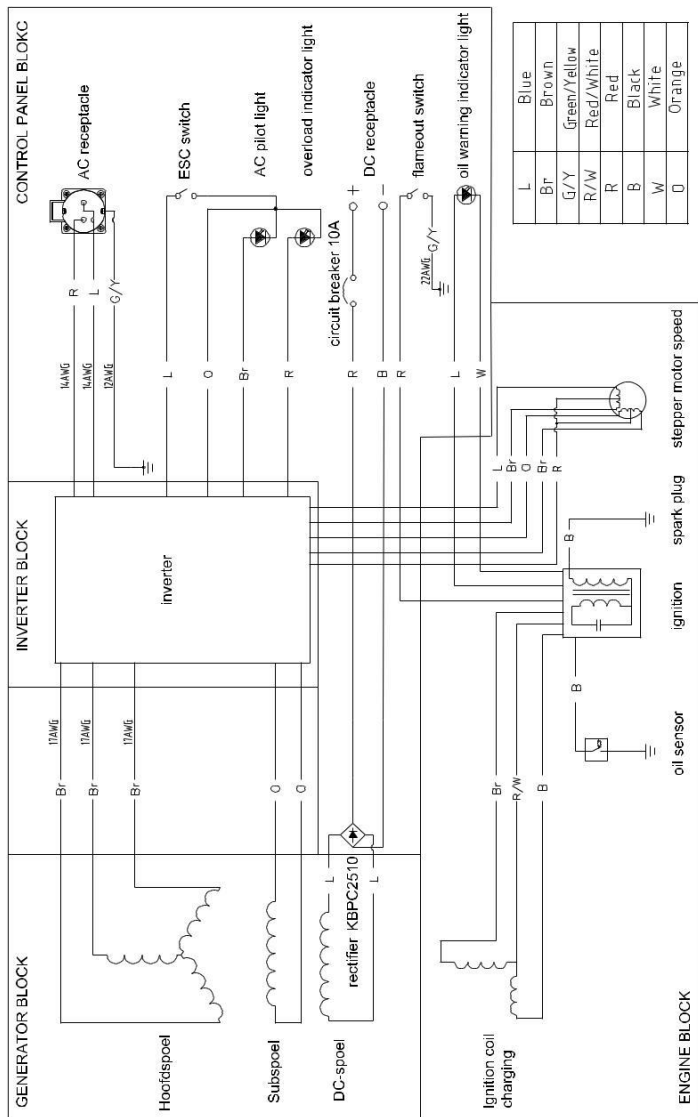 GENERATOR BLOCK
INVERTER BLOCK
CONTROL PANEL BLOKC
Hoofdspoel
Br
17AWG
Br
17AWG
Br
17AWG
Subspoel
O
O
DC-spoel
L
L
rectifier KBPC2510
inverter
14AWG
R
14AWG
L
12AWG
G/Y
AC receptacle
L
ESC switch
O
Br
AC pilot light
R
overload indicator light
circuit breaker 10A
R
+
DC receptacle
B
−
R
22AWG
G/Y
flameout switch
L
W
oil warning indicator light
L
Br
O
Br
R
stepper motor speed
B
spark plug
ignition
B
oil sensor
Br
R/W
B
Ignition coil
charging
ENGINE BLOCK
L Blue
Br Brown
G/Y Green/Yellow
R/W Red/White
R Red
B Black
W White
O Orange